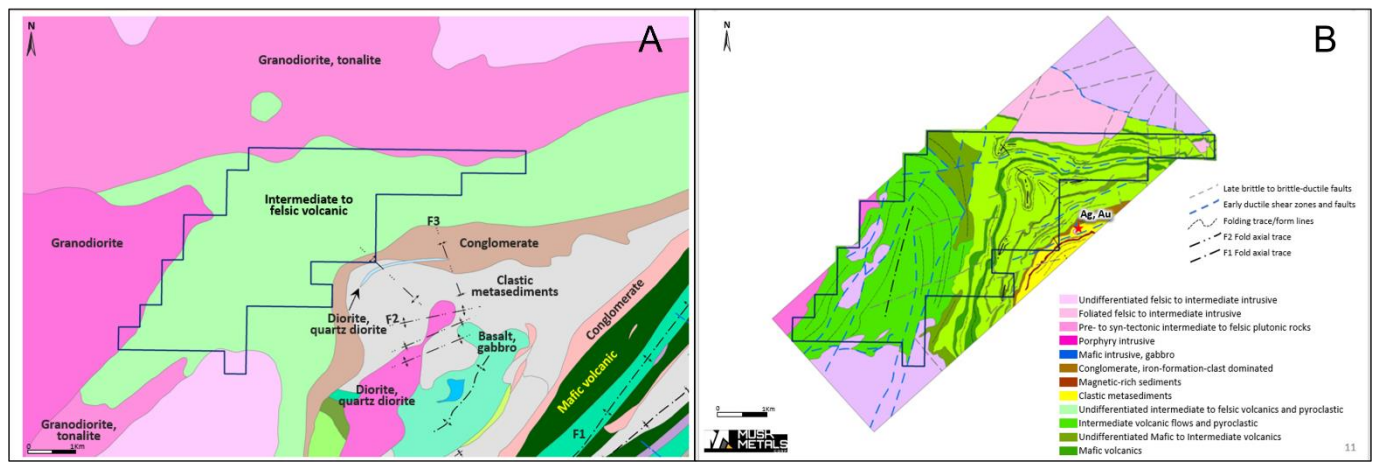 N
A
Granodiorite, tonalite
Intermediate to
felsic volcanic
Granodiorite
F3
Conglomerate
Clastic
metasediments
Diorite,
quartz diorite
F2
Basalt,
gabbro
Conglomerate
Mafic volcanic
Diorite,
quartz diorite
Granodiorite,
tonalite
F1
0 1Km
N
B
Ag, Au
Late brittle to brittle-ductile faults
Early ductile shear zones and faults
Folding trace/form lines
F2 Fold axial trace
F1 Fold axial trace
Undifferentiated felsic to intermediate intrusive
Foliated felsic to intermediate intrusive
Pre- to syn-tectonic intermediate to felsic plutonic rocks
Porphyry intrusive
Mafic intrusive, gabbro
Conglomerate, iron-formation-clast dominated
Magnetic-rich sediments
Clastic metasediments
Undifferentiated intermediate to felsic volcanics and pyroclastic
Intermediate volcanic flows and pyroclastic
Undifferentiated Mafic to Intermediate volcanics
Mafic volcanics
0 1Km
MUSK
METALS
CORP
11